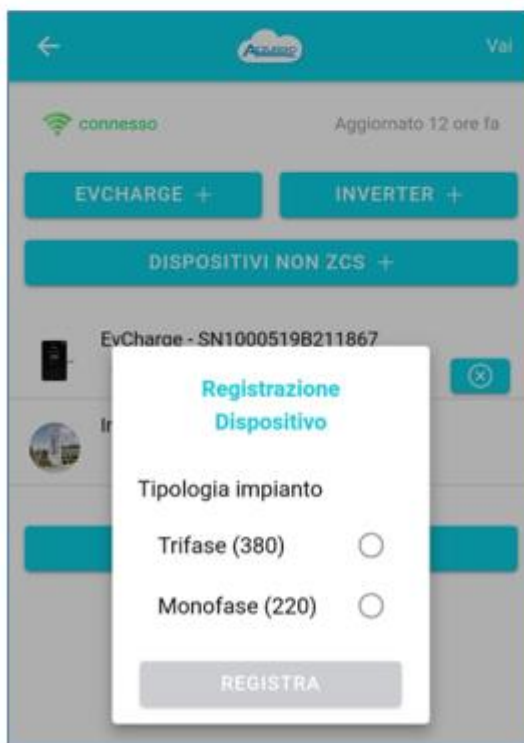 Azzurro
Vai
connesso
Aggiornato 12 ore fa
EVCHARGE +
INVERTER +
DISPOSITIVI NON ZCS +
EvCharge - SN1000519B211867
Registrazione
Dispositivo
Tipologia impianto
Trifase (380)
Monofase (220)
REGISTRA